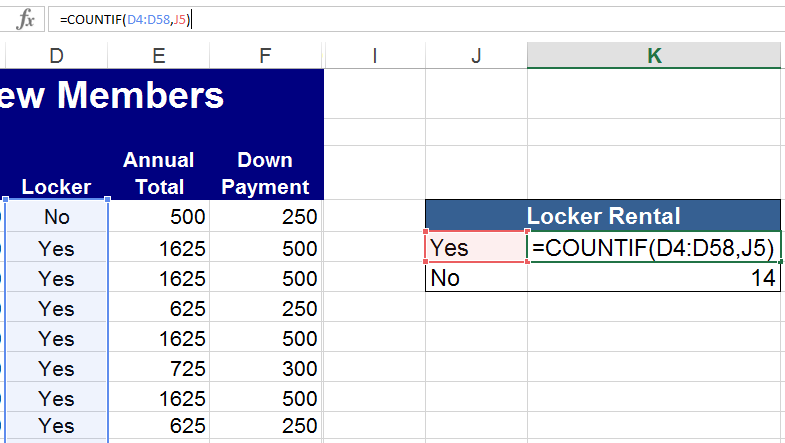 fx =COUNTIF(D4:D58,J5)
D E F I J K
ew Members
Annual Down
Locker Total Payment
No 500 250 Locker Rental
Yes 1625 500 Yes =COUNTIF(D4:D58,J5)
Yes 1625 500 No 14
Yes 625 250
Yes 1625 500
Yes 725 300
Yes 1625 500
Yes 625 250